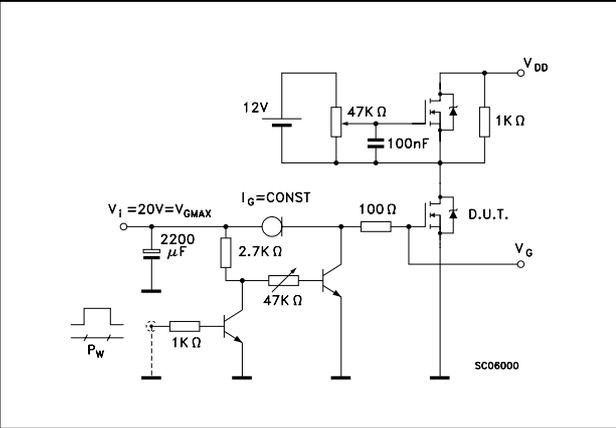 V DD
12V
47K Ω
1K Ω
100nF
I G =CONST
V i =20V=V GMAX
100 Ω
D.U.T.
2200
μF
2.7K Ω
V G
47K Ω
1K Ω
P W
SC06000